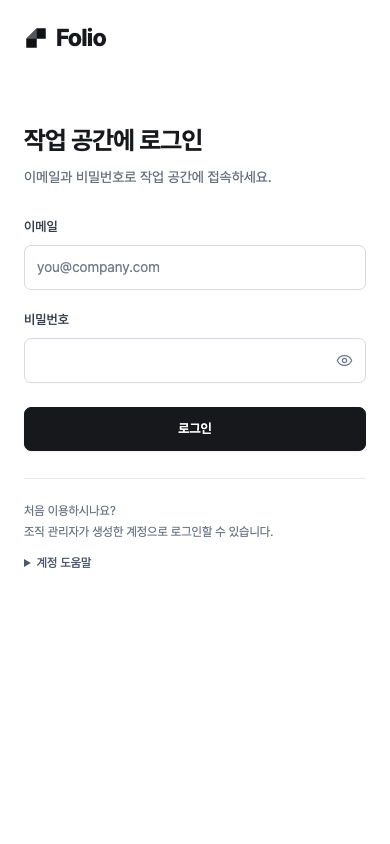 Folio
작업 공간에 로그인
이메일과 비밀번호로 작업 공간에 접속하세요.
이메일
you@company.com
비밀번호
로그인
처음 이용하시나요?
조직 관리자가 생성한 계정으로 로그인할 수 있습니다.
계정 도움말